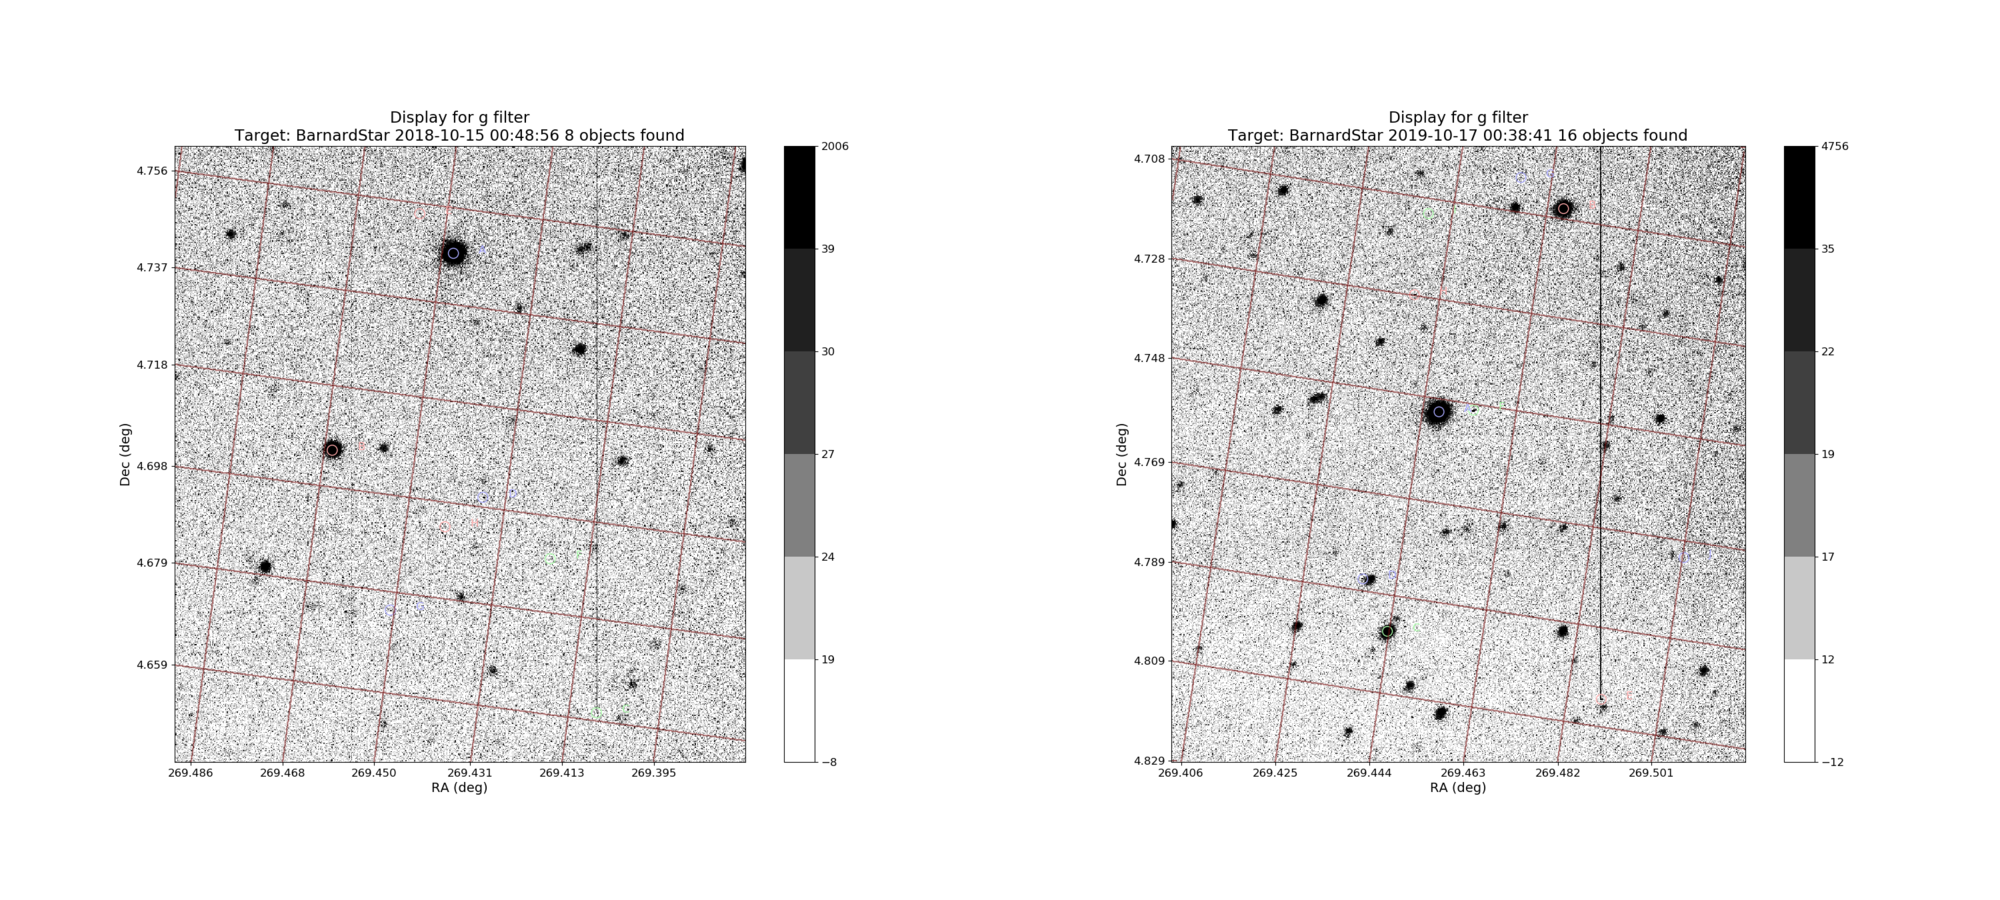 Display for g filter
Target: BarnardStar 2018-10-15 00:48:56 8 objects found
Dec (deg)
4.756
4.737
4.718
4.698
4.679
4.659
269.486 269.468 269.450 269.431 269.413 269.395
RA (deg)
2006
39
30
27
24
19
−8
Display for g filter
Target: BarnardStar 2019-10-17 00:38:41 16 objects found
Dec (deg)
4.708
4.728
4.748
4.769
4.789
4.809
4.829
269.406 269.425 269.444 269.463 269.482 269.501
RA (deg)
4756
35
22
19
17
12
−12